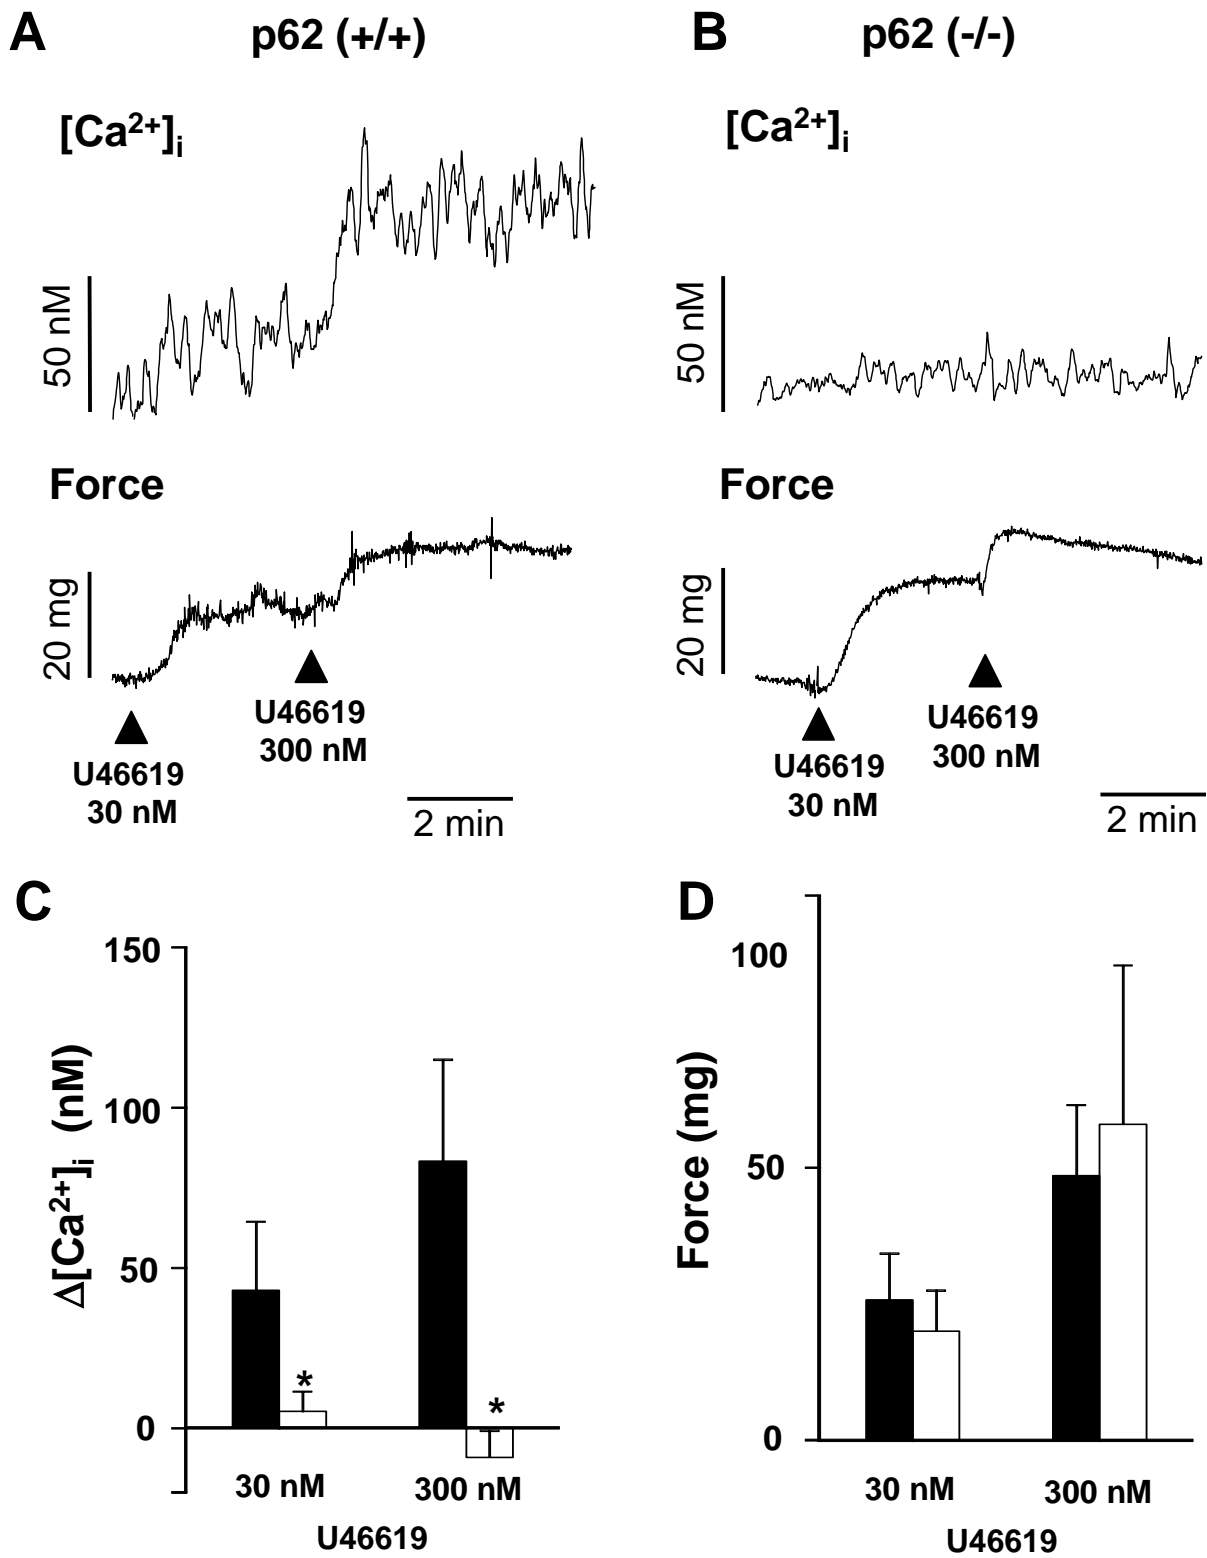 A
p62 (+/+)
[Ca²⁺]ᵢ
50 nM
Force
20 mg
U46619
30 nM
U46619
300 nM
2 min
B
p62 (-/-)
[Ca²⁺]ᵢ
50 nM
Force
20 mg
U46619
30 nM
U46619
300 nM
2 min
C
Δ[Ca²⁺]ᵢ (nM)
150
100
50
0
*
*
30 nM
300 nM
U46619
D
Force (mg)
100
50
0
30 nM
300 nM
U46619